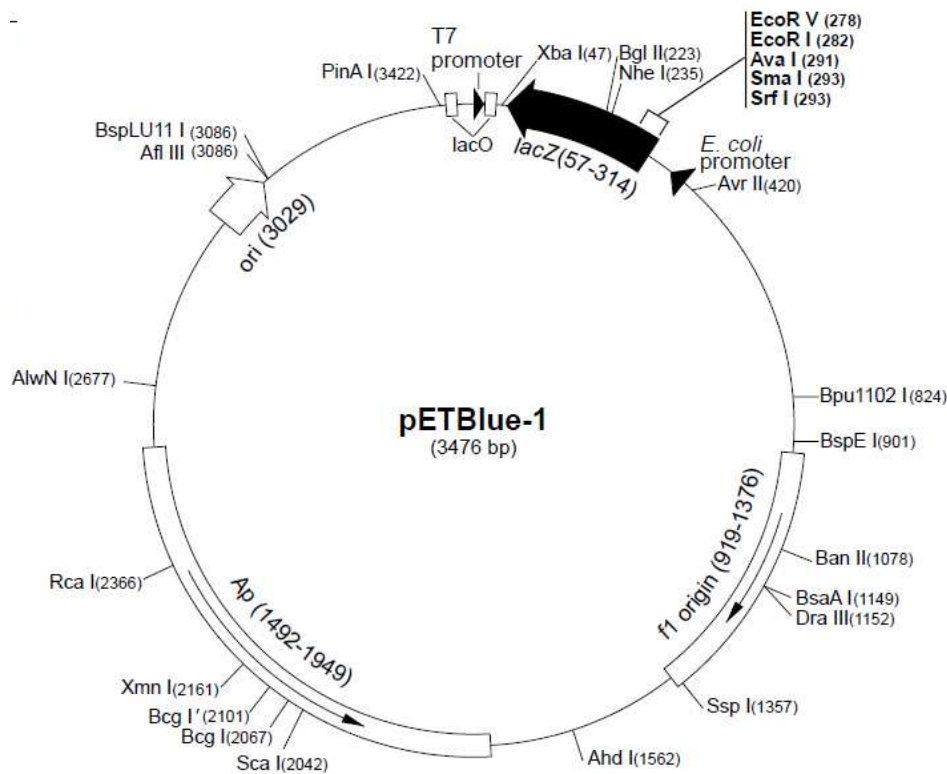 T7
promoter
PinA I(3422)
Xba I(47)
Bgl II(223)
Nhe I(235)
EcoR V (278)
EcoR I (282)
Ava I (291)
Sma I (293)
Srf I (293)
BspLU11 I (3086)
Afl III (3086)
lacO
lacZ(57-314)
E. coli
promoter
Avr II(420)
ori (3029)
AlwN I(2677)
pETBlue-1
(3476 bp)
Bpu1102 I(824)
BspE I(901)
f1 origin (919-1376)
Ban II(1078)
BsaA I(1149)
Dra III(1152)
Rca I(2366)
Ap (1492-1949)
Xmn I(2161)
Bcg I'(2101)
Bcg I(2067)
Sca I(2042)
Ssp I(1357)
Ahd I(1562)